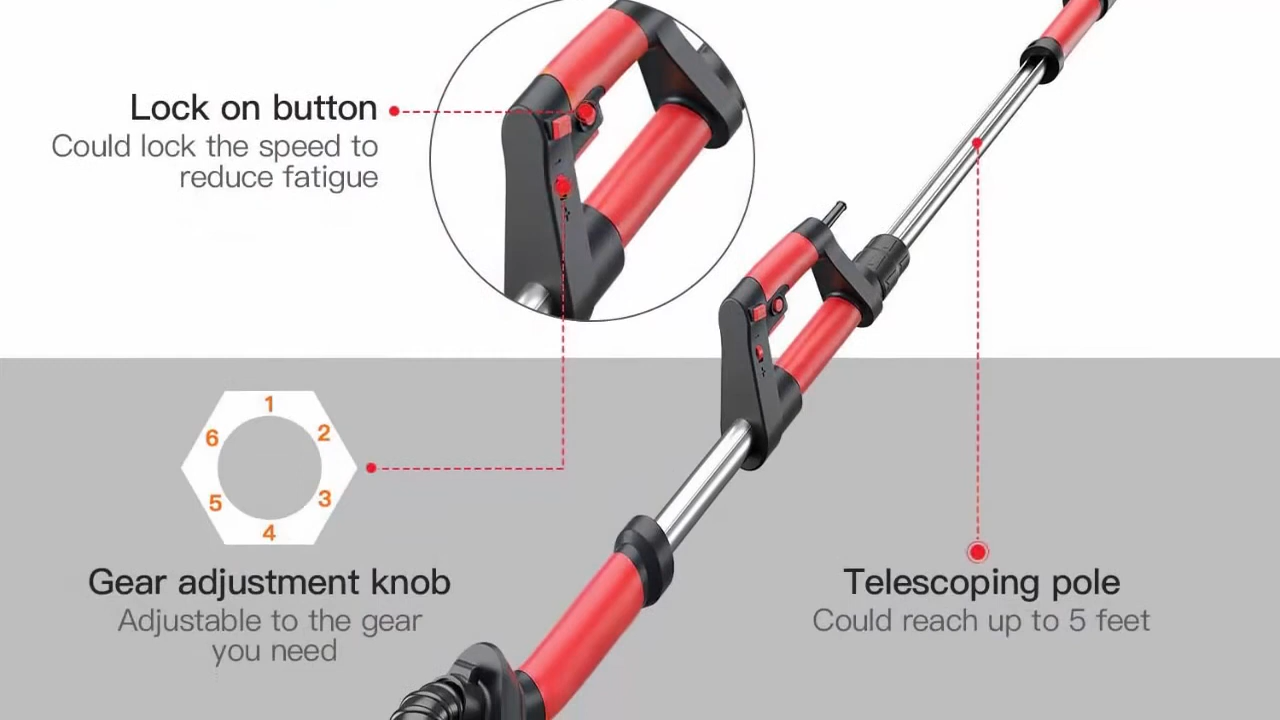 Lock on button
Could lock the speed to
reduce fatigue
1
2
3
4
5
6
Gear adjustment knob
Adjustable to the gear
you need
Telescoping pole
Could reach up to 5 feet